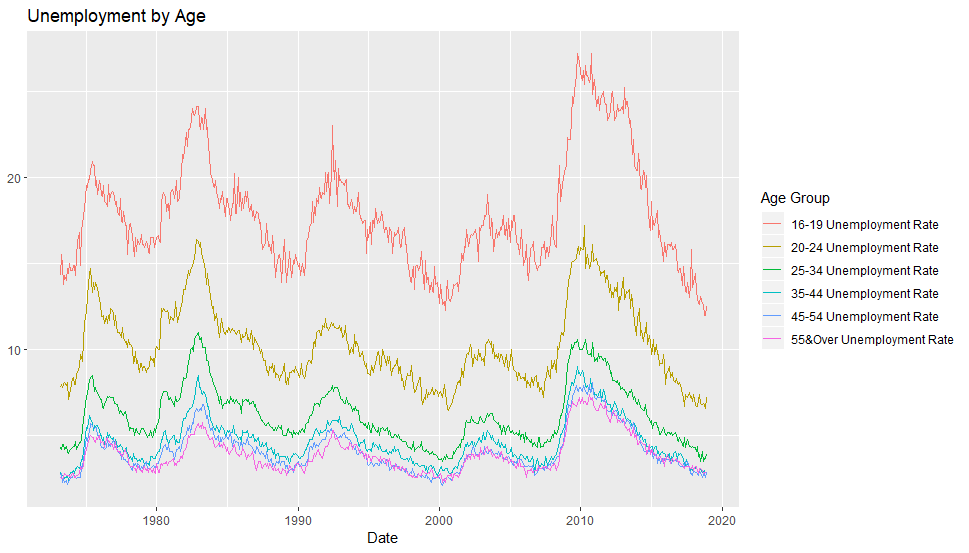 Unemployment by Age
20
10
1980
1990
2000
2010
2020
Date
Age Group
16-19 Unemployment Rate
20-24 Unemployment Rate
25-34 Unemployment Rate
35-44 Unemployment Rate
45-54 Unemployment Rate
55&Over Unemployment Rate